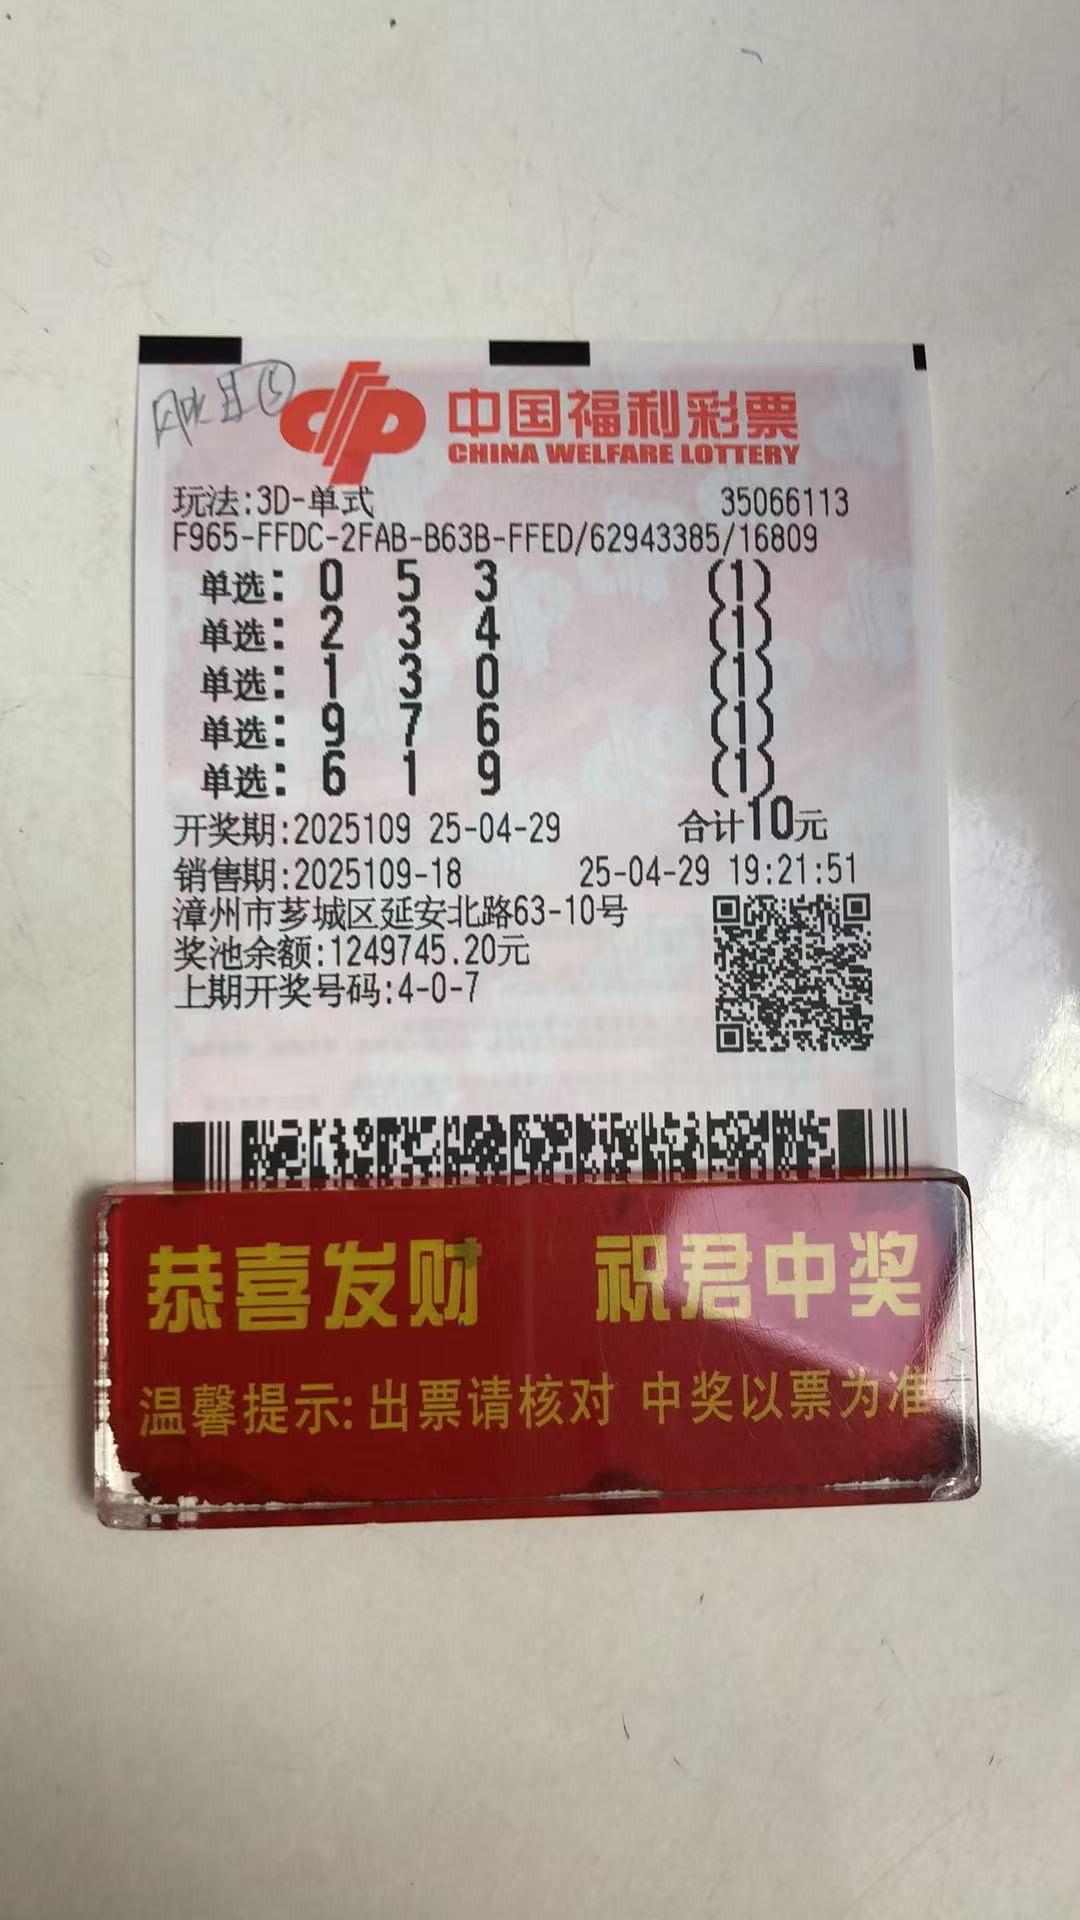 中国福利彩票
CHINA WELFARE LOTTERY
玩法:3D-单式 35066113
F965-FFDC-2FAB-B63B-FFED/62943385/16809
单选: 0 5 3 (1)
单选: 2 3 4 (1)
单选: 1 3 0 (1)
单选: 9 7 6 (1)
单选: 6 1 9 (1)
开奖期:2025109 25-04-29 合计10元
销售期:2025109-18 25-04-29 19:21:51
漳州市芗城区延安北路63-10号
奖池余额:1249745.20元
上期开奖号码:4-0-7
恭喜发财 祝君中奖
温馨提示: 出票请核对 中奖以票为准